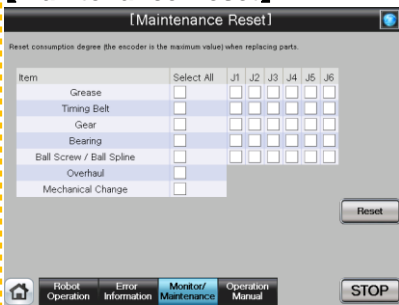 [Maintenance Reset]
Reset consumption degree (the encoder is the maximum value) when replacing parts.
Item Select All J1 J2 J3 J4 J5 J6
Grease
Timing Belt
Gear
Bearing
Ball Screw / Ball Spline
Overhaul
Mechanical Change
Reset
Robot Operation Error Information Monitor/ Maintenance Operation Manual STOP